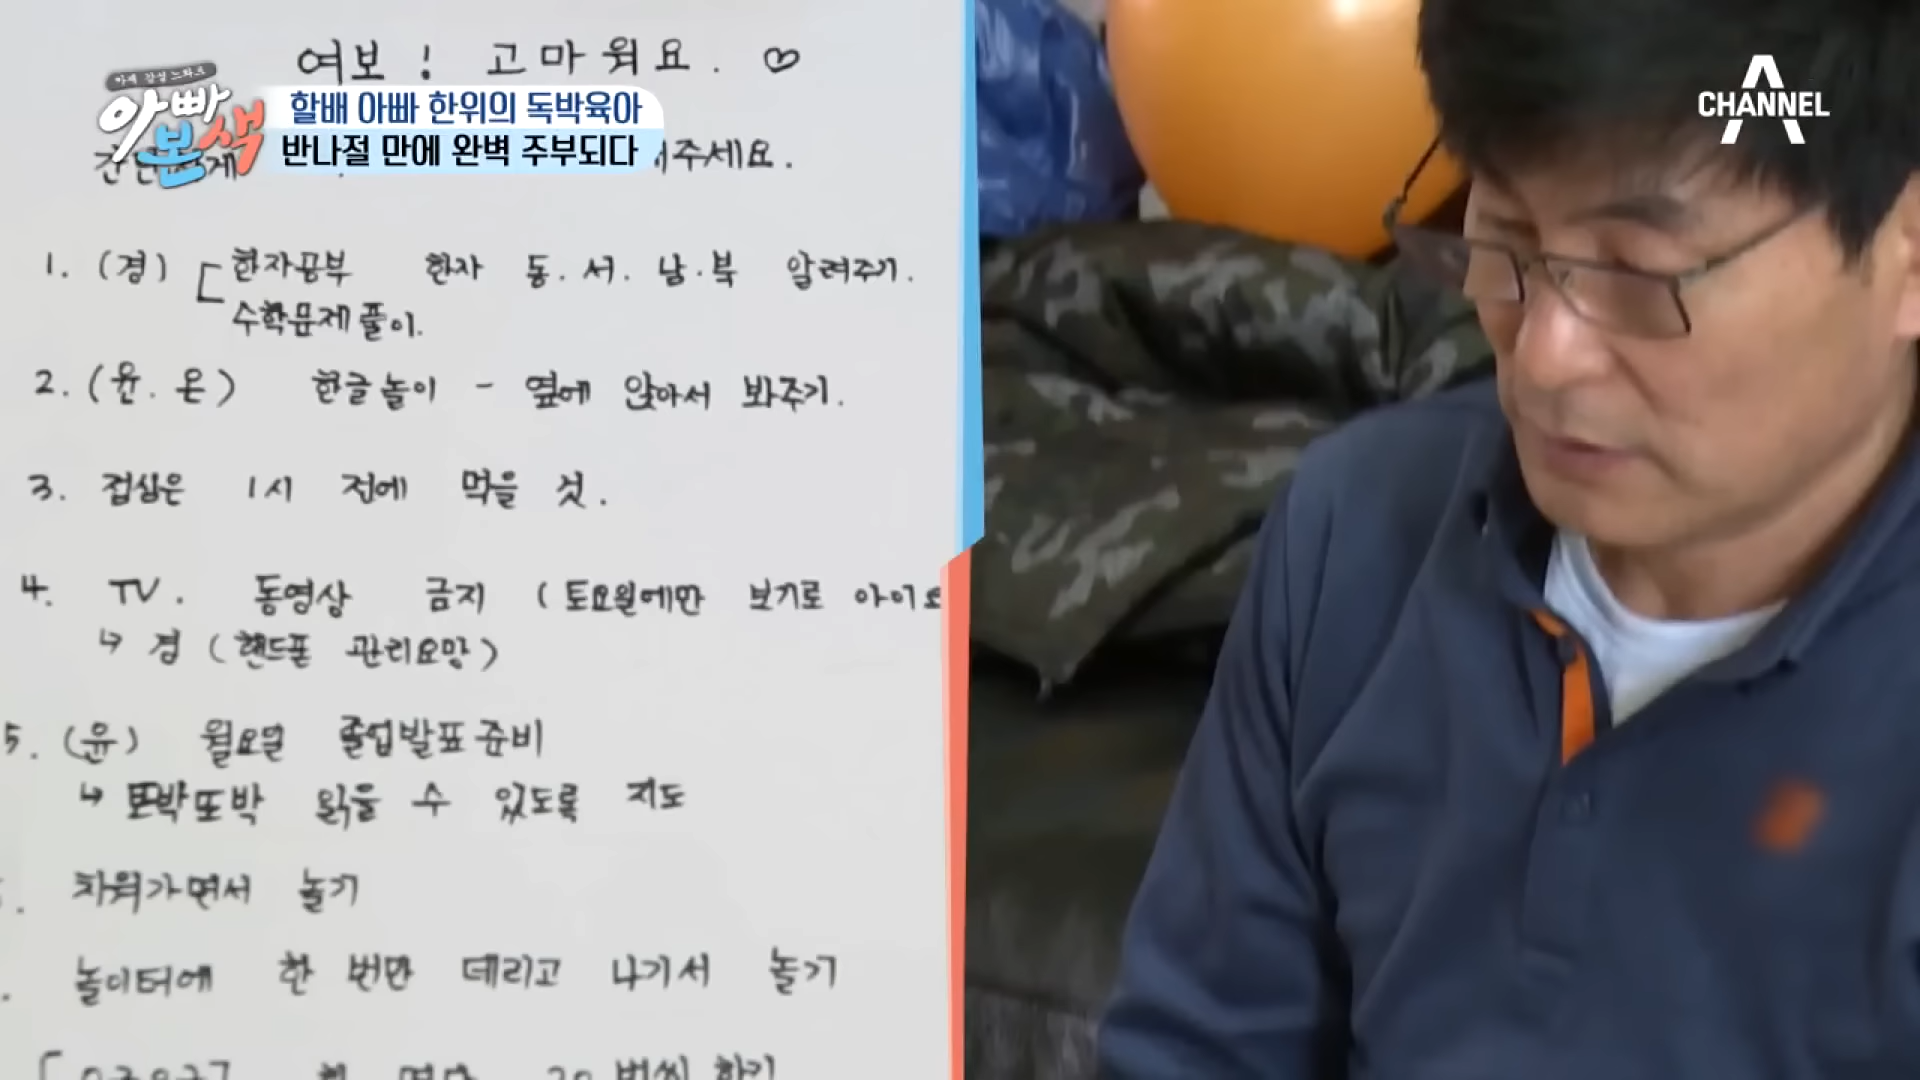 여보! 고마워요. ♡
아빠본색
할배 아빠 한위의 독박육아
반나절 만에 완벽 주부되다
주세요.
CHANNEL A
1. (경) [한자공부 한자 동.서.남.북 알려주기.
수학문제풀이.
2. (윤.온) 한글놀이 - 옆에 앉아서 봐주기.
3. 점심은 1시 전에 먹을 것.
4. TV. 동영상 금지 (토요일에만 보기로
↳ 경 (핸드폰 관리요망)
5. (윤) 월요일 졸업발표준비
↳ 또박또박 읽을 수 있도록 지도
치워가면서 놀기
놀이터에 한 번만 데리고 나가서 놀기